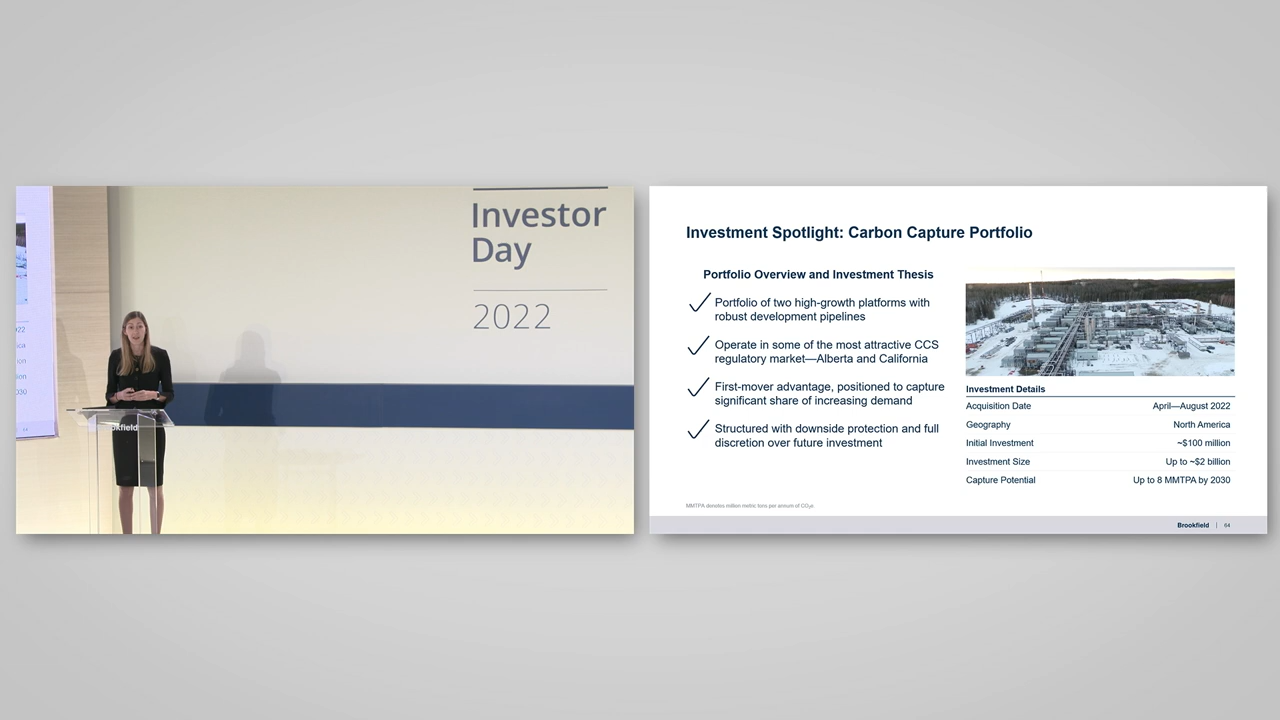 Investor
Day
2022
okfield
Investment Spotlight: Carbon Capture Portfolio
Portfolio Overview and Investment Thesis
Portfolio of two high-growth platforms with
robust development pipelines
Operate in some of the most attractive CCS
regulatory market—Alberta and California
First-mover advantage, positioned to capture
significant share of increasing demand
Structured with downside protection and full
discretion over future investment
Investment Details
Acquisition Date April—August 2022
Geography North America
Initial Investment ~$100 million
Investment Size Up to ~$2 billion
Capture Potential Up to 8 MMTPA by 2030
MMTPA denotes million metric tons per annum of CO₂e
Brookfield | 64